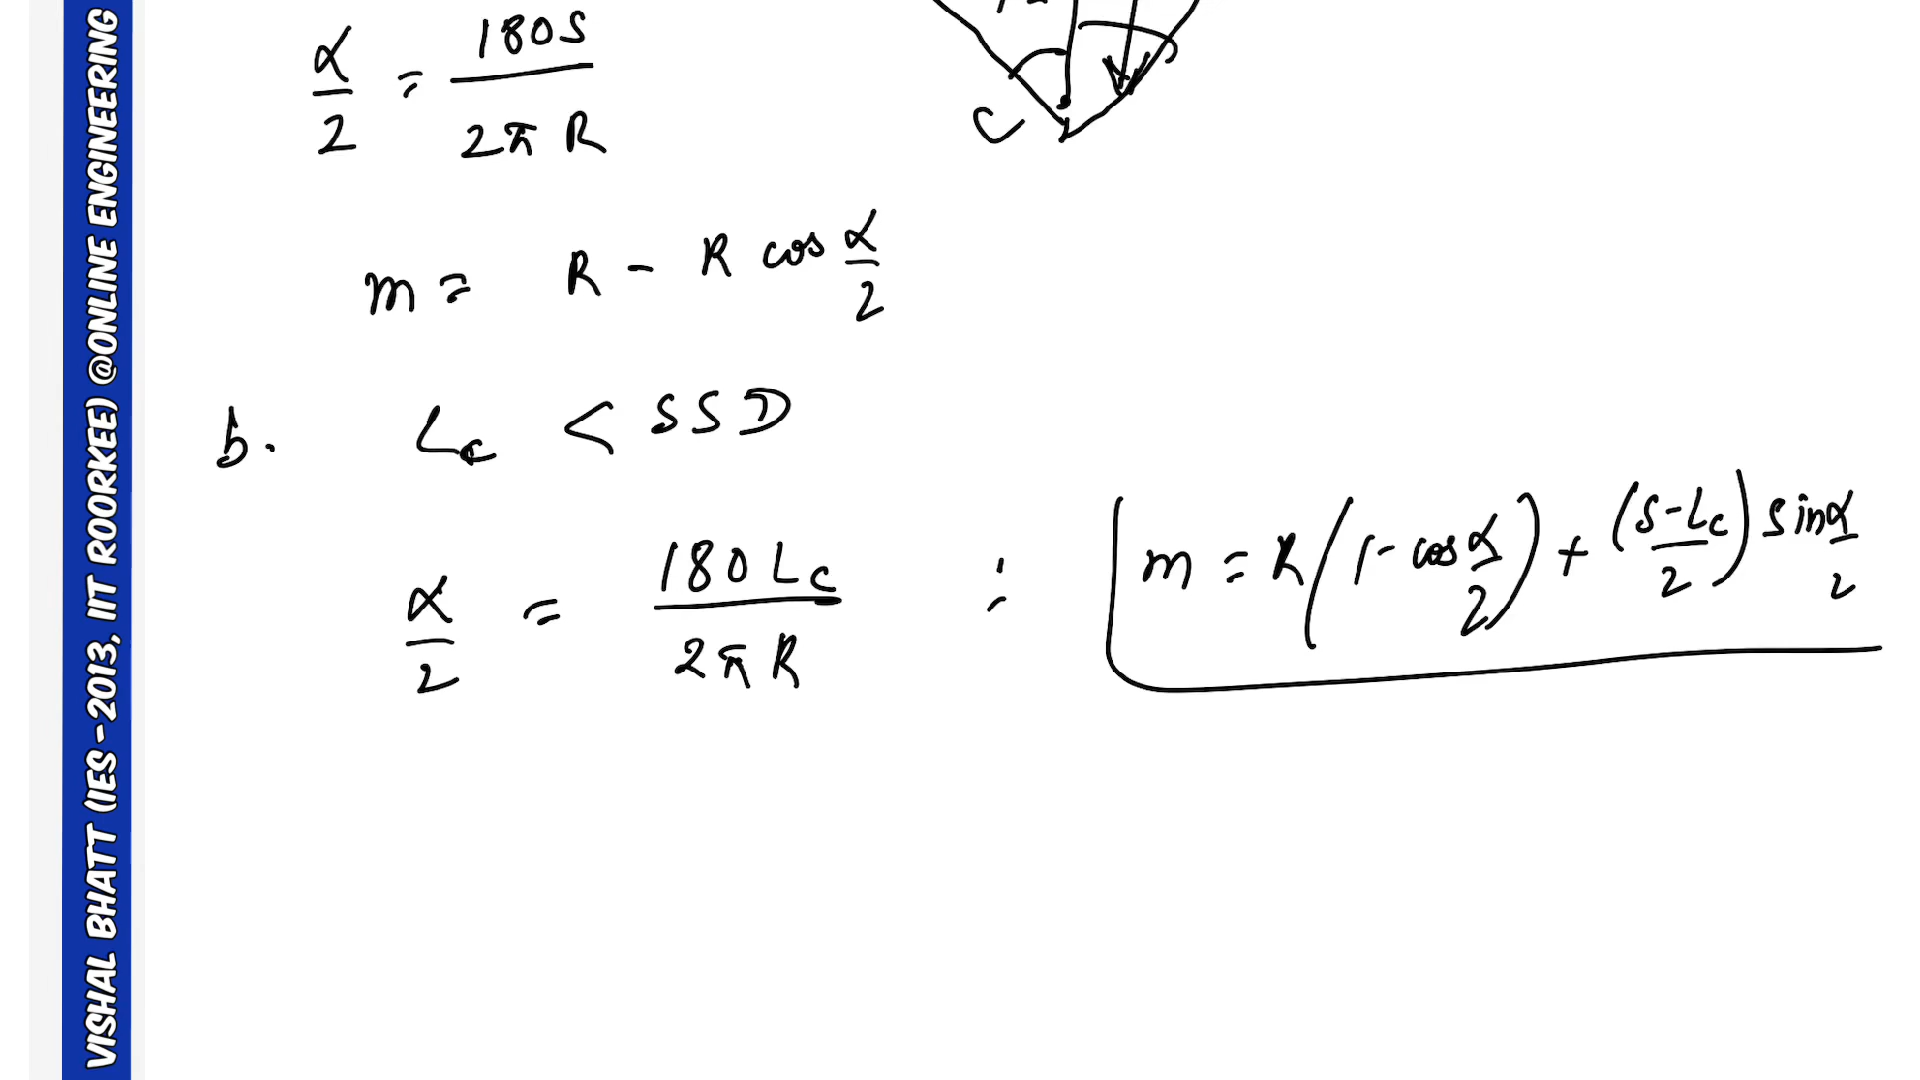 VISHAL BHATT (IES-2013, IIT ROORKEE) @ONLINE ENGINEERING
α/2 = 180S/2πR
C
m = R - R cos α/2
b. Lc < SSD
α/2 = 180Lc/2πR ∴ m = R(1 - cos α/2) + (S-Lc/2) sin α/2